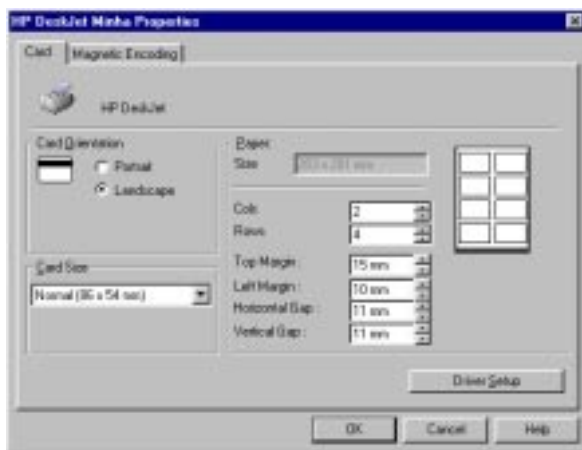 HP DeskJet Minha Properties
Card
Magnetic Encoding
HP DeskJet
Card Orientation
Portrait
Landscape
Card Size
Normal (86 x 54 mm)
Paper
Size
x 281 mm
Cols
2
Rows
4
Top Margin :
15 mm
Left Margin :
10 mm
Horizontal Gap :
11 mm
Vertical Gap :
11 mm
Driver Setup
OK
Cancel
Help